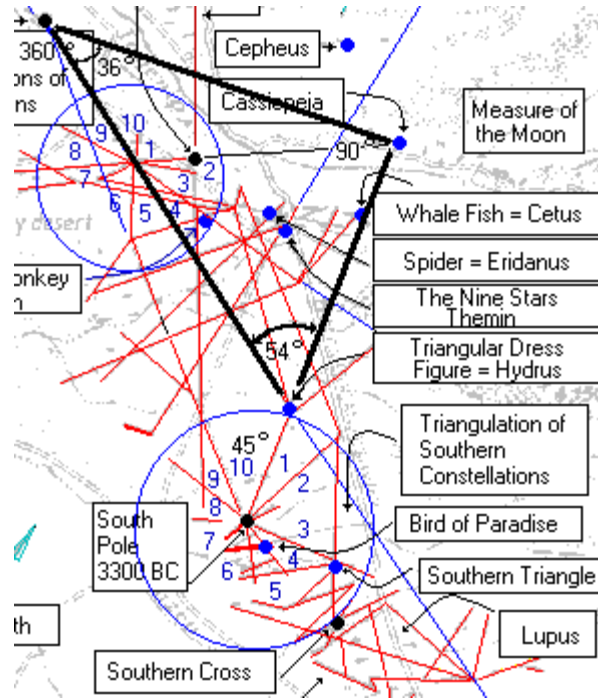 360°
ons of
ns
36°
Cepheus
Cassiepeja
Measure of
the Moon
90°
10
9
1
8
2
7
3
4
5
6
7
y desert
Whale Fish = Cetus
Spider = Eridanus
The Nine Stars
Themin
onkey
n
54°
Triangular Dress
Figure = Hydrus
45°
10
1
9
2
8
3
7
4
6
5
Triangulation of
Southern
Constellations
South
Pole
3300 BC
Bird of Paradise
Southern Triangle
th
Lupus
Southern Cross